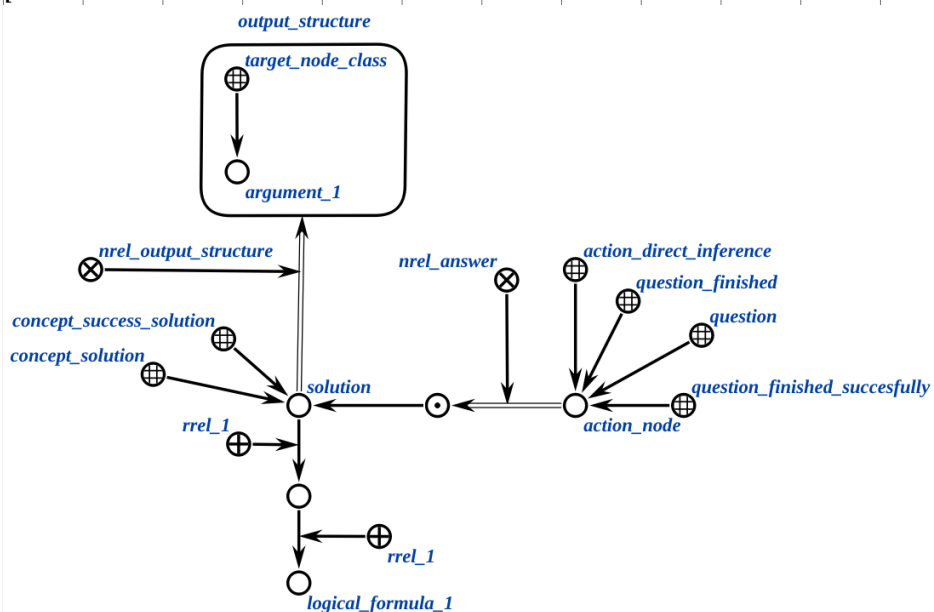 output_structure
target_node_class
argument_1
nrel_output_structure
nrel_answer
action_direct_inference
question_finished
question
concept_success_solution
concept_solution
solution
question_finished_succesfully
action_node
rrel_1
rrel_1
logical_formula_1